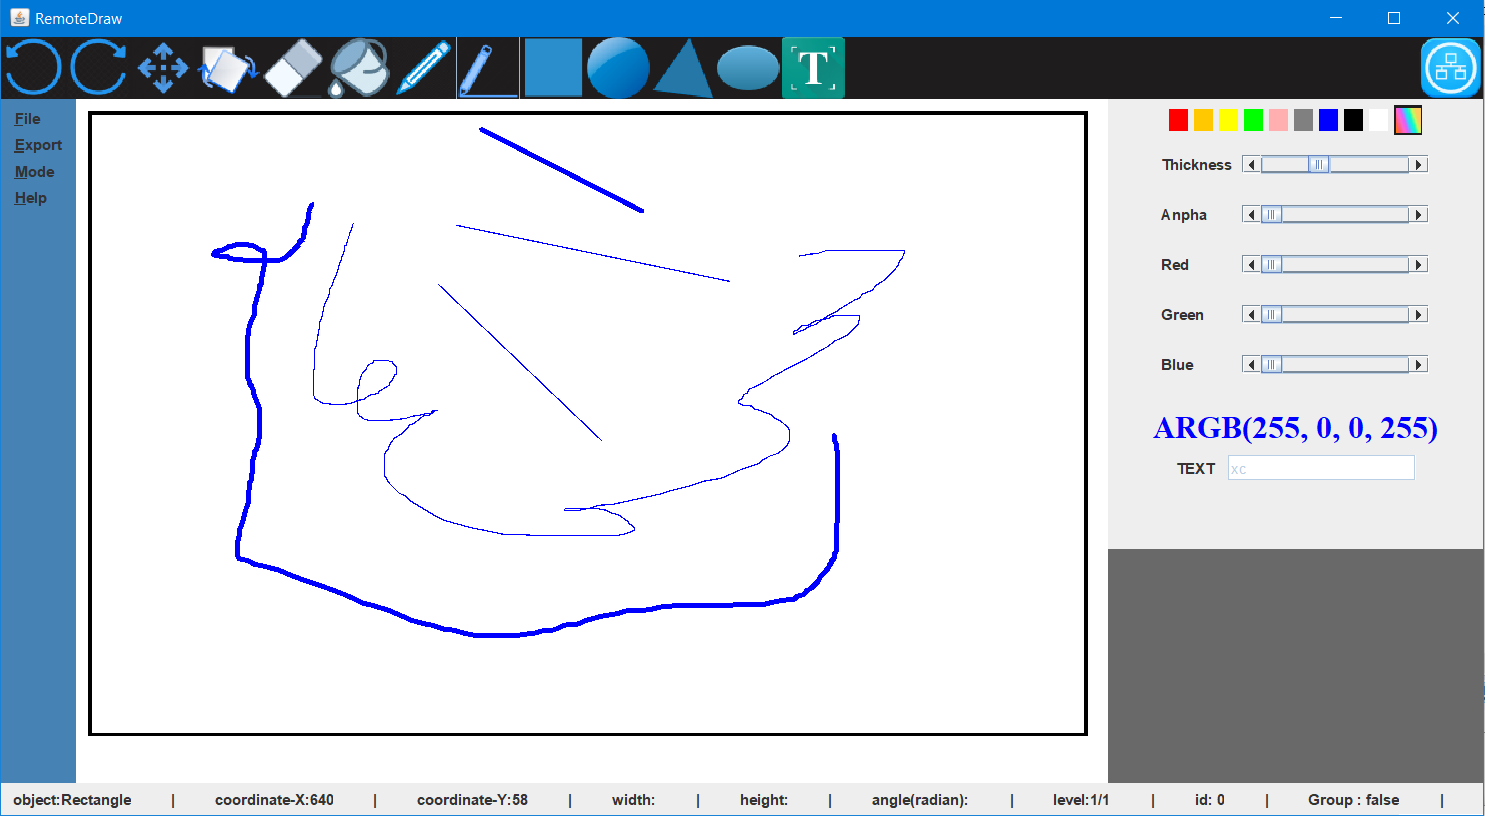 RemoteDraw
T
File
Export
Mode
Help
Thickness
Anpha
Red
Green
Blue
ARGB(255, 0, 0, 255)
TEXT xc
object:Rectangle | coordinate-X:640 | coordinate-Y:58 | width: | height: | angle(radian): | level:1/1 | id: 0 | Group : false |